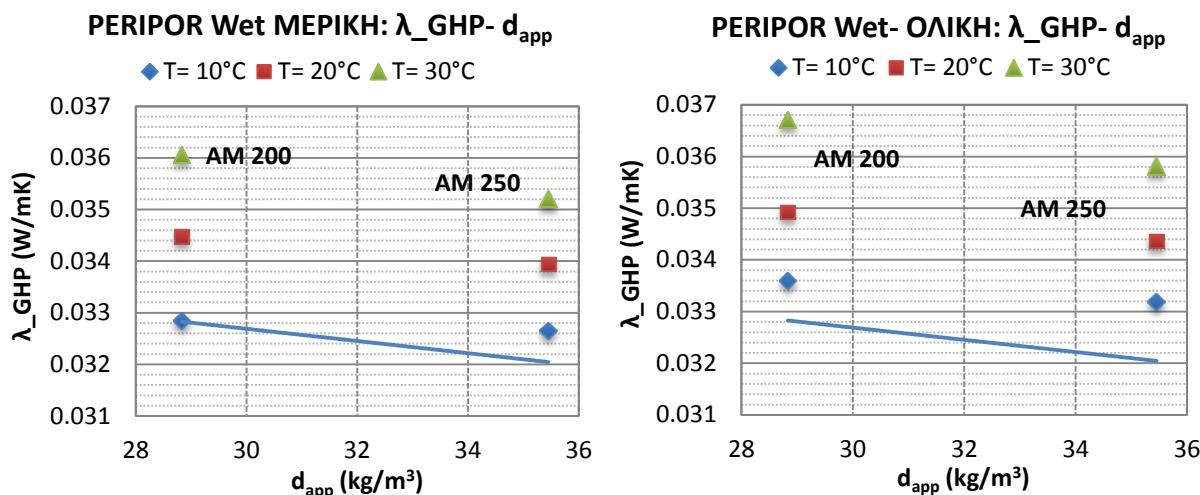 PERIPOR Wet ΜΕΡΙΚΗ: λ_GHP- dapp
T= 10°C T= 20°C T= 30°C
λ_GHP (W/mK)
0.037
0.036
0.035
0.034
0.033
0.032
0.031
AM 200
AM 250
28 30 32 34 36
dapp (kg/m³)
PERIPOR Wet- ΟΛΙΚΗ: λ_GHP- dapp
T= 10°C T= 20°C T= 30°C
λ_GHP (W/mK)
0.037
0.036
0.035
0.034
0.033
0.032
0.031
AM 200
AM 250
28 30 32 34 36
dapp (kg/m³)